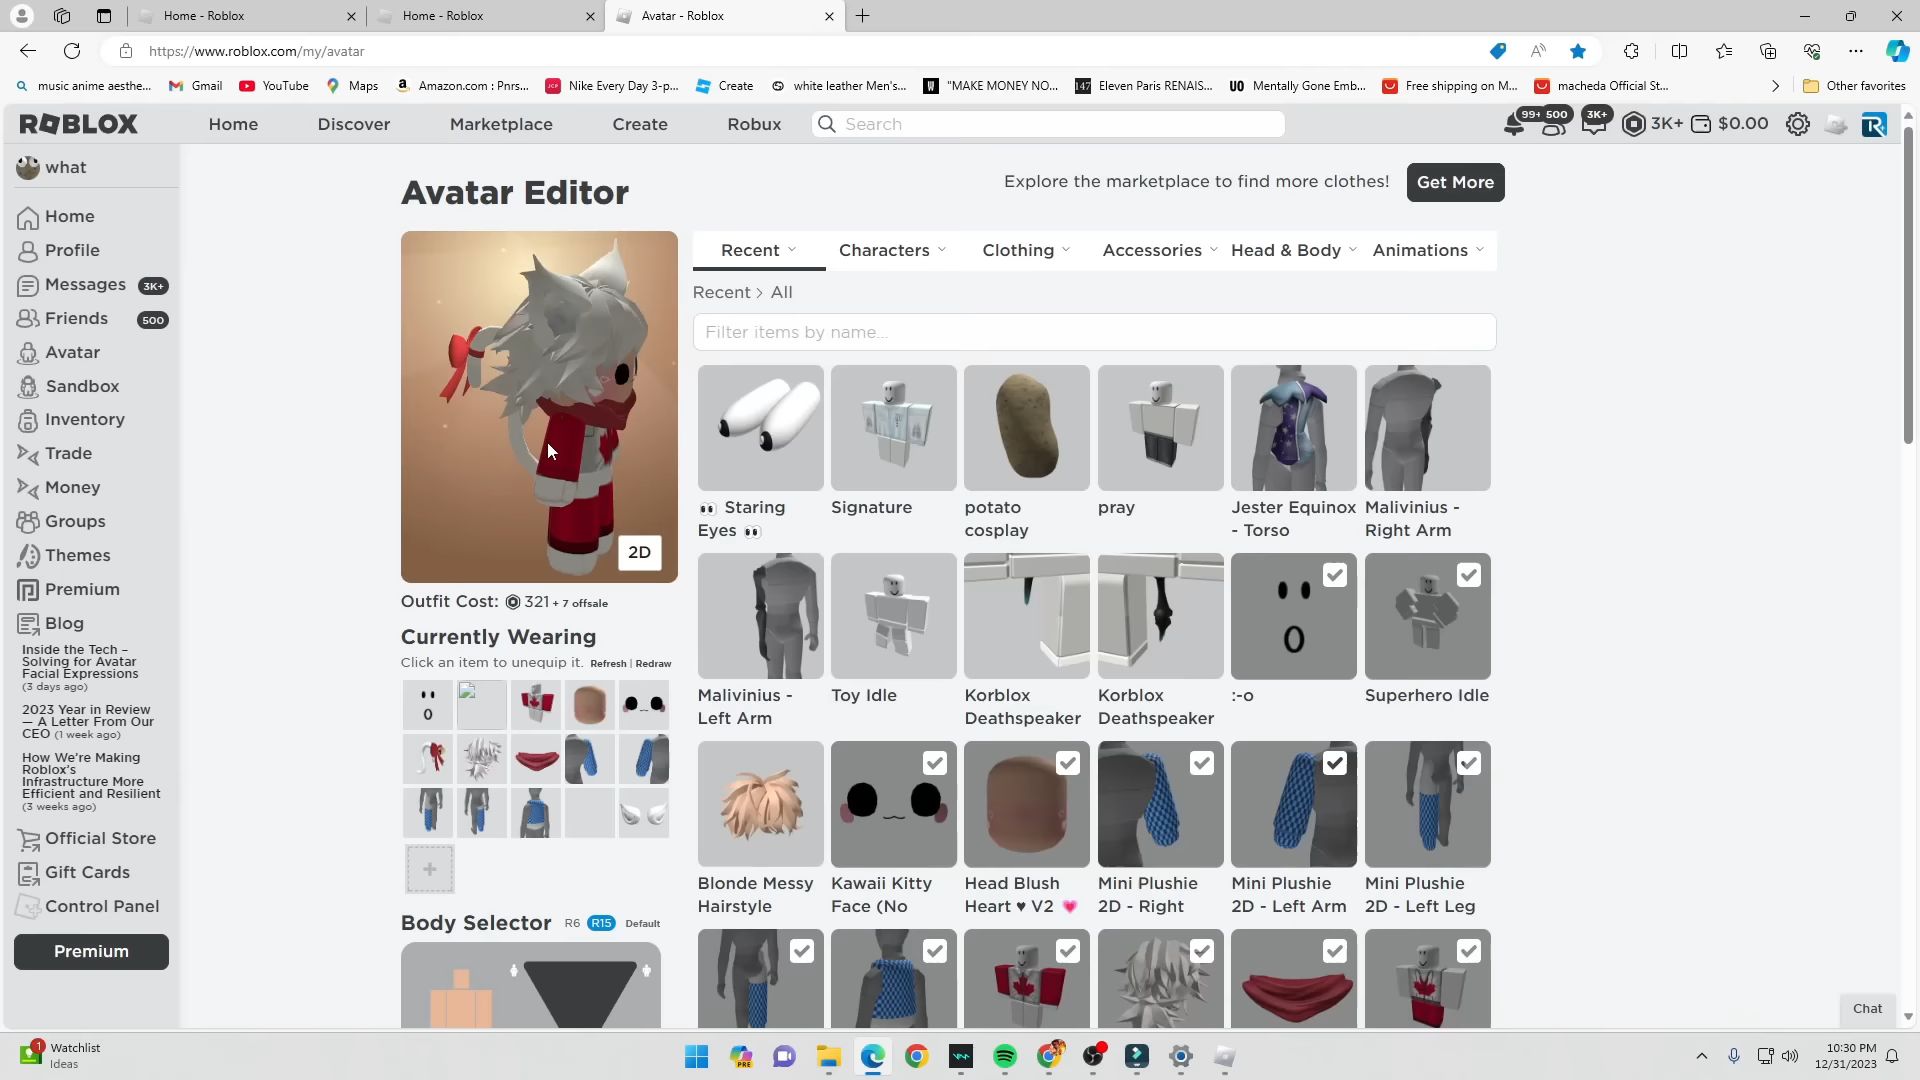 Home - Roblox
Home - Roblox
Avatar - Roblox
https://www.roblox.com/my/avatar
music anime aesthe...
Gmail
YouTube
Maps
Amazon.com : Pnrs...
Nike Every Day 3-p...
Create
white leather Men's...
"MAKE MONEY NO...
Eleven Paris RENAIS...
Mentally Gone Emb...
Free shipping on M...
macheda Official St...
Other favorites
ROBLOX
Home
Discover
Marketplace
Create
Robux
Search
99+
500
3K+
3K+
$0.00
what
Home
Profile
Messages 3K+
Friends 500
Avatar
Sandbox
Inventory
Trade
Money
Groups
Themes
Premium
Blog
Inside the Tech –
Solving for Avatar
Facial Expressions
(3 days ago)
2023 Year in Review
— A Letter From Our
CEO (1 week ago)
How We're Making
Roblox's
Infrastructure More
Efficient and Resilient
(3 weeks ago)
Official Store
Gift Cards
Control Panel
Premium
Avatar Editor
Explore the marketplace to find more clothes!
Get More
2D
Outfit Cost: 321 + 7 offsale
Currently Wearing
Click an item to unequip it. Refresh | Redraw
Body Selector R6 R15 Default
Recent
Characters
Clothing
Accessories
Head & Body
Animations
Recent > All
Filter items by name...
👀 Staring
Eyes 👀
Signature
potato
cosplay
pray
Jester Equinox
- Torso
Malivinius -
Right Arm
Malivinius -
Left Arm
Toy Idle
Korblox
Deathspeaker
Korblox
Deathspeaker
:-o
Superhero Idle
Blonde Messy
Hairstyle
Kawaii Kitty
Face (No
Head Blush
Heart ♥ V2 💗
Mini Plushie
2D - Right
Mini Plushie
2D - Left Arm
Mini Plushie
2D - Left Leg
Chat
1
Watchlist
Ideas
PRE
10:30 PM
12/31/2023